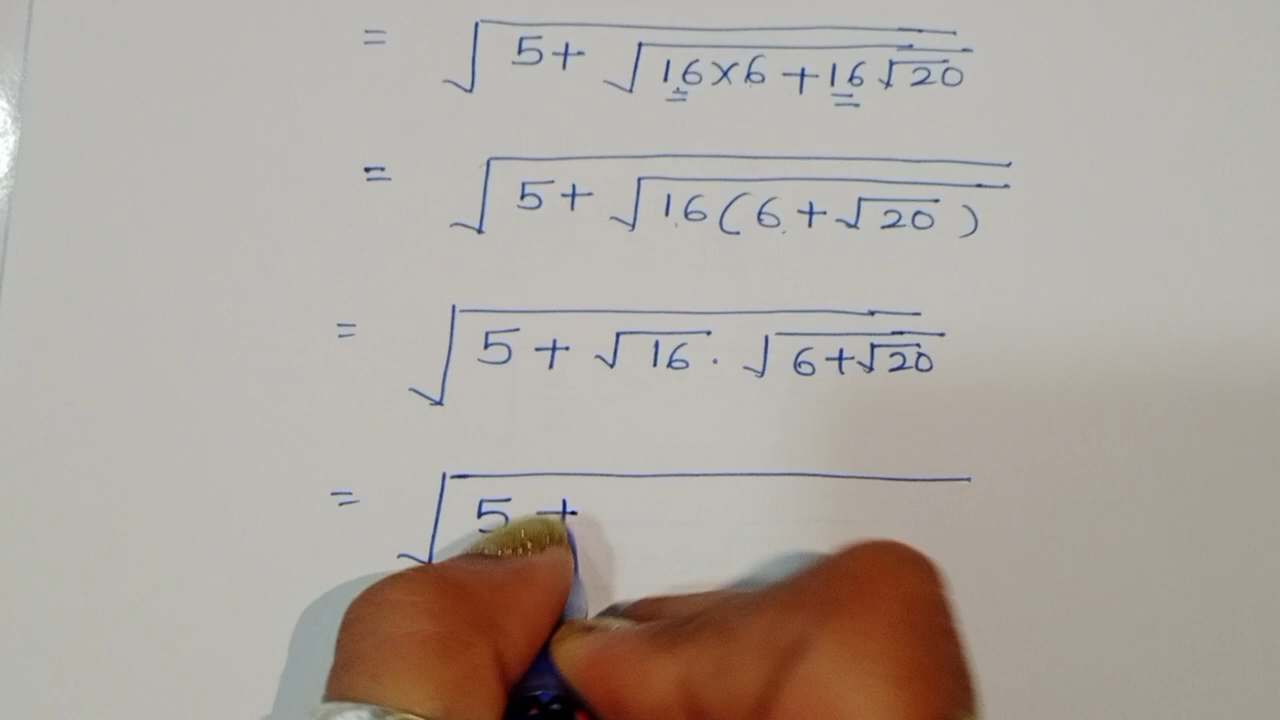 = √(5 + √(16×6 + 16√20))
= √(5 + √(16(6 + √20)))
= √(5 + √16 · √(6 + √20))
= √(5 +